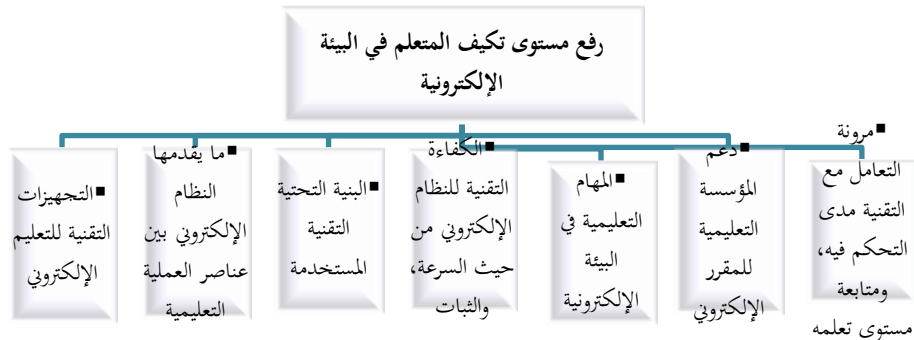 رفع مستوى تكيف المتعلم في البيئة
الإلكترونية
▪مرونة
التعامل مع
التقنية مدى
التحكم فيه،
ومتابعة
مستوى تعلمه
▪دعم
المؤسسة
التعليمية
للمقرر
الإلكتروني
▪المهام
التعليمية في
البيئة
الإلكترونية
▪الكفاءة
التقنية للنظام
الإلكتروني من
حيث السرعة،
والثبات
▪البنية التحتية
التقنية
المستخدمة
▪ما يقدمها
النظام
الإلكتروني بين
عناصر العملية
التعليمية
▪التجهيزات
التقنية للتعليم
الإلكتروني